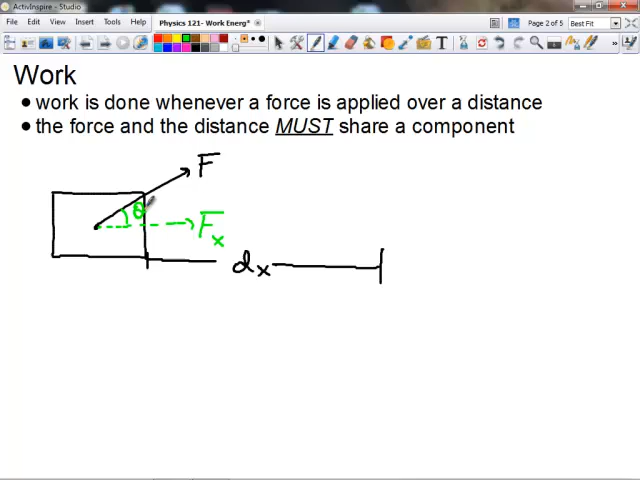 ActivInspire - Studio
File Edit View Insert Tools Help
Physics 121- Work Energ* ×
Page 2 of 5
Best Fit
Work
• work is done whenever a force is applied over a distance
• the force and the distance MUST share a component
F
θ
Fx
dx